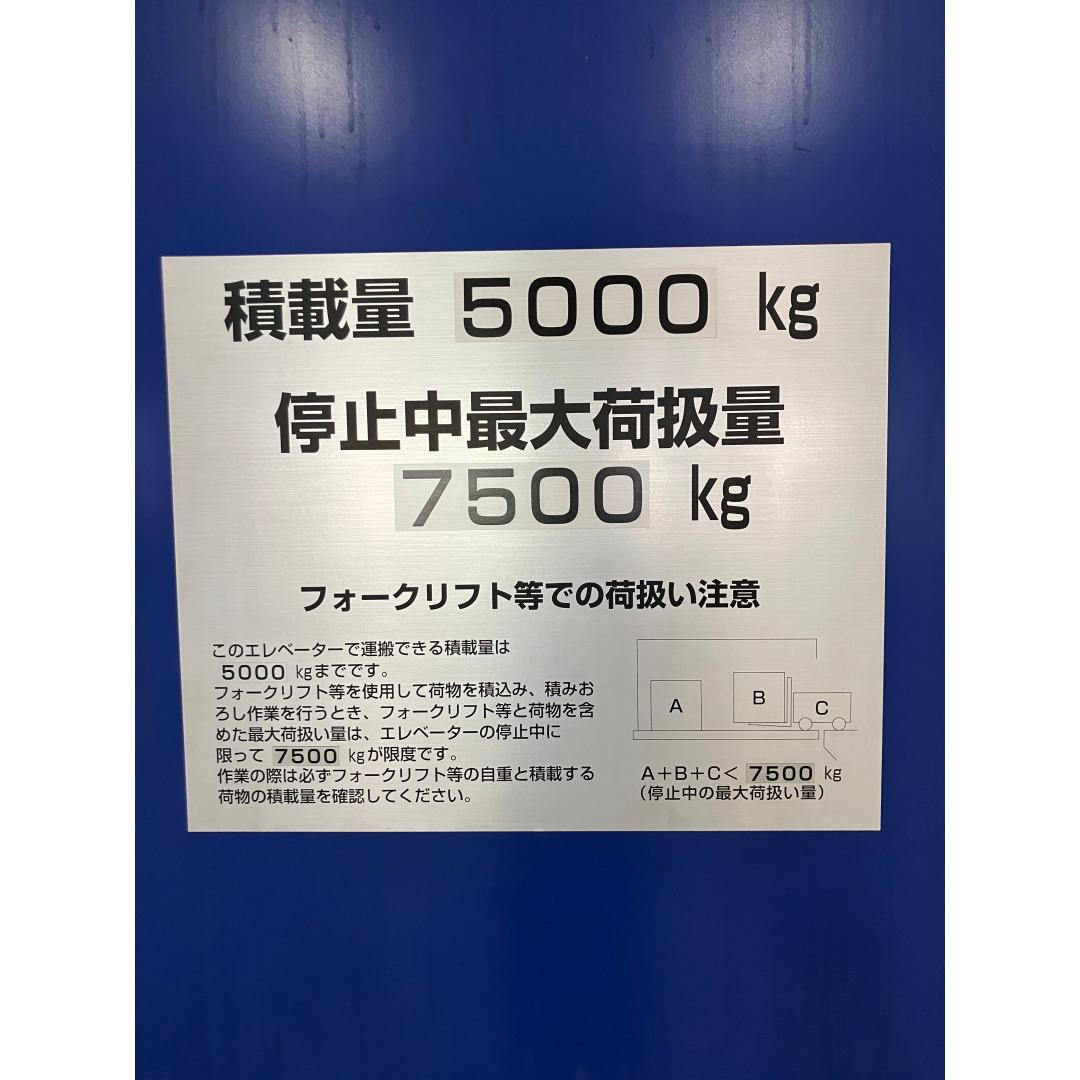 積載量 5000 kg
停止中最大荷扱量
7500 kg
フォークリフト等での荷扱い注意
このエレベーターで運搬できる積載量は
5000 kgまでです。
フォークリフト等を使用して荷物を積込み、積みお
ろし作業を行うとき、フォークリフト等と荷物を含
めた最大荷扱い量は、エレベーターの停止中に
限って 7500 kgが限度です。
作業の際は必ずフォークリフト等の自重と積載する
荷物の積載量を確認してください。
A
B
C
A+B+C< 7500 kg
(停止中の最大荷扱い量)